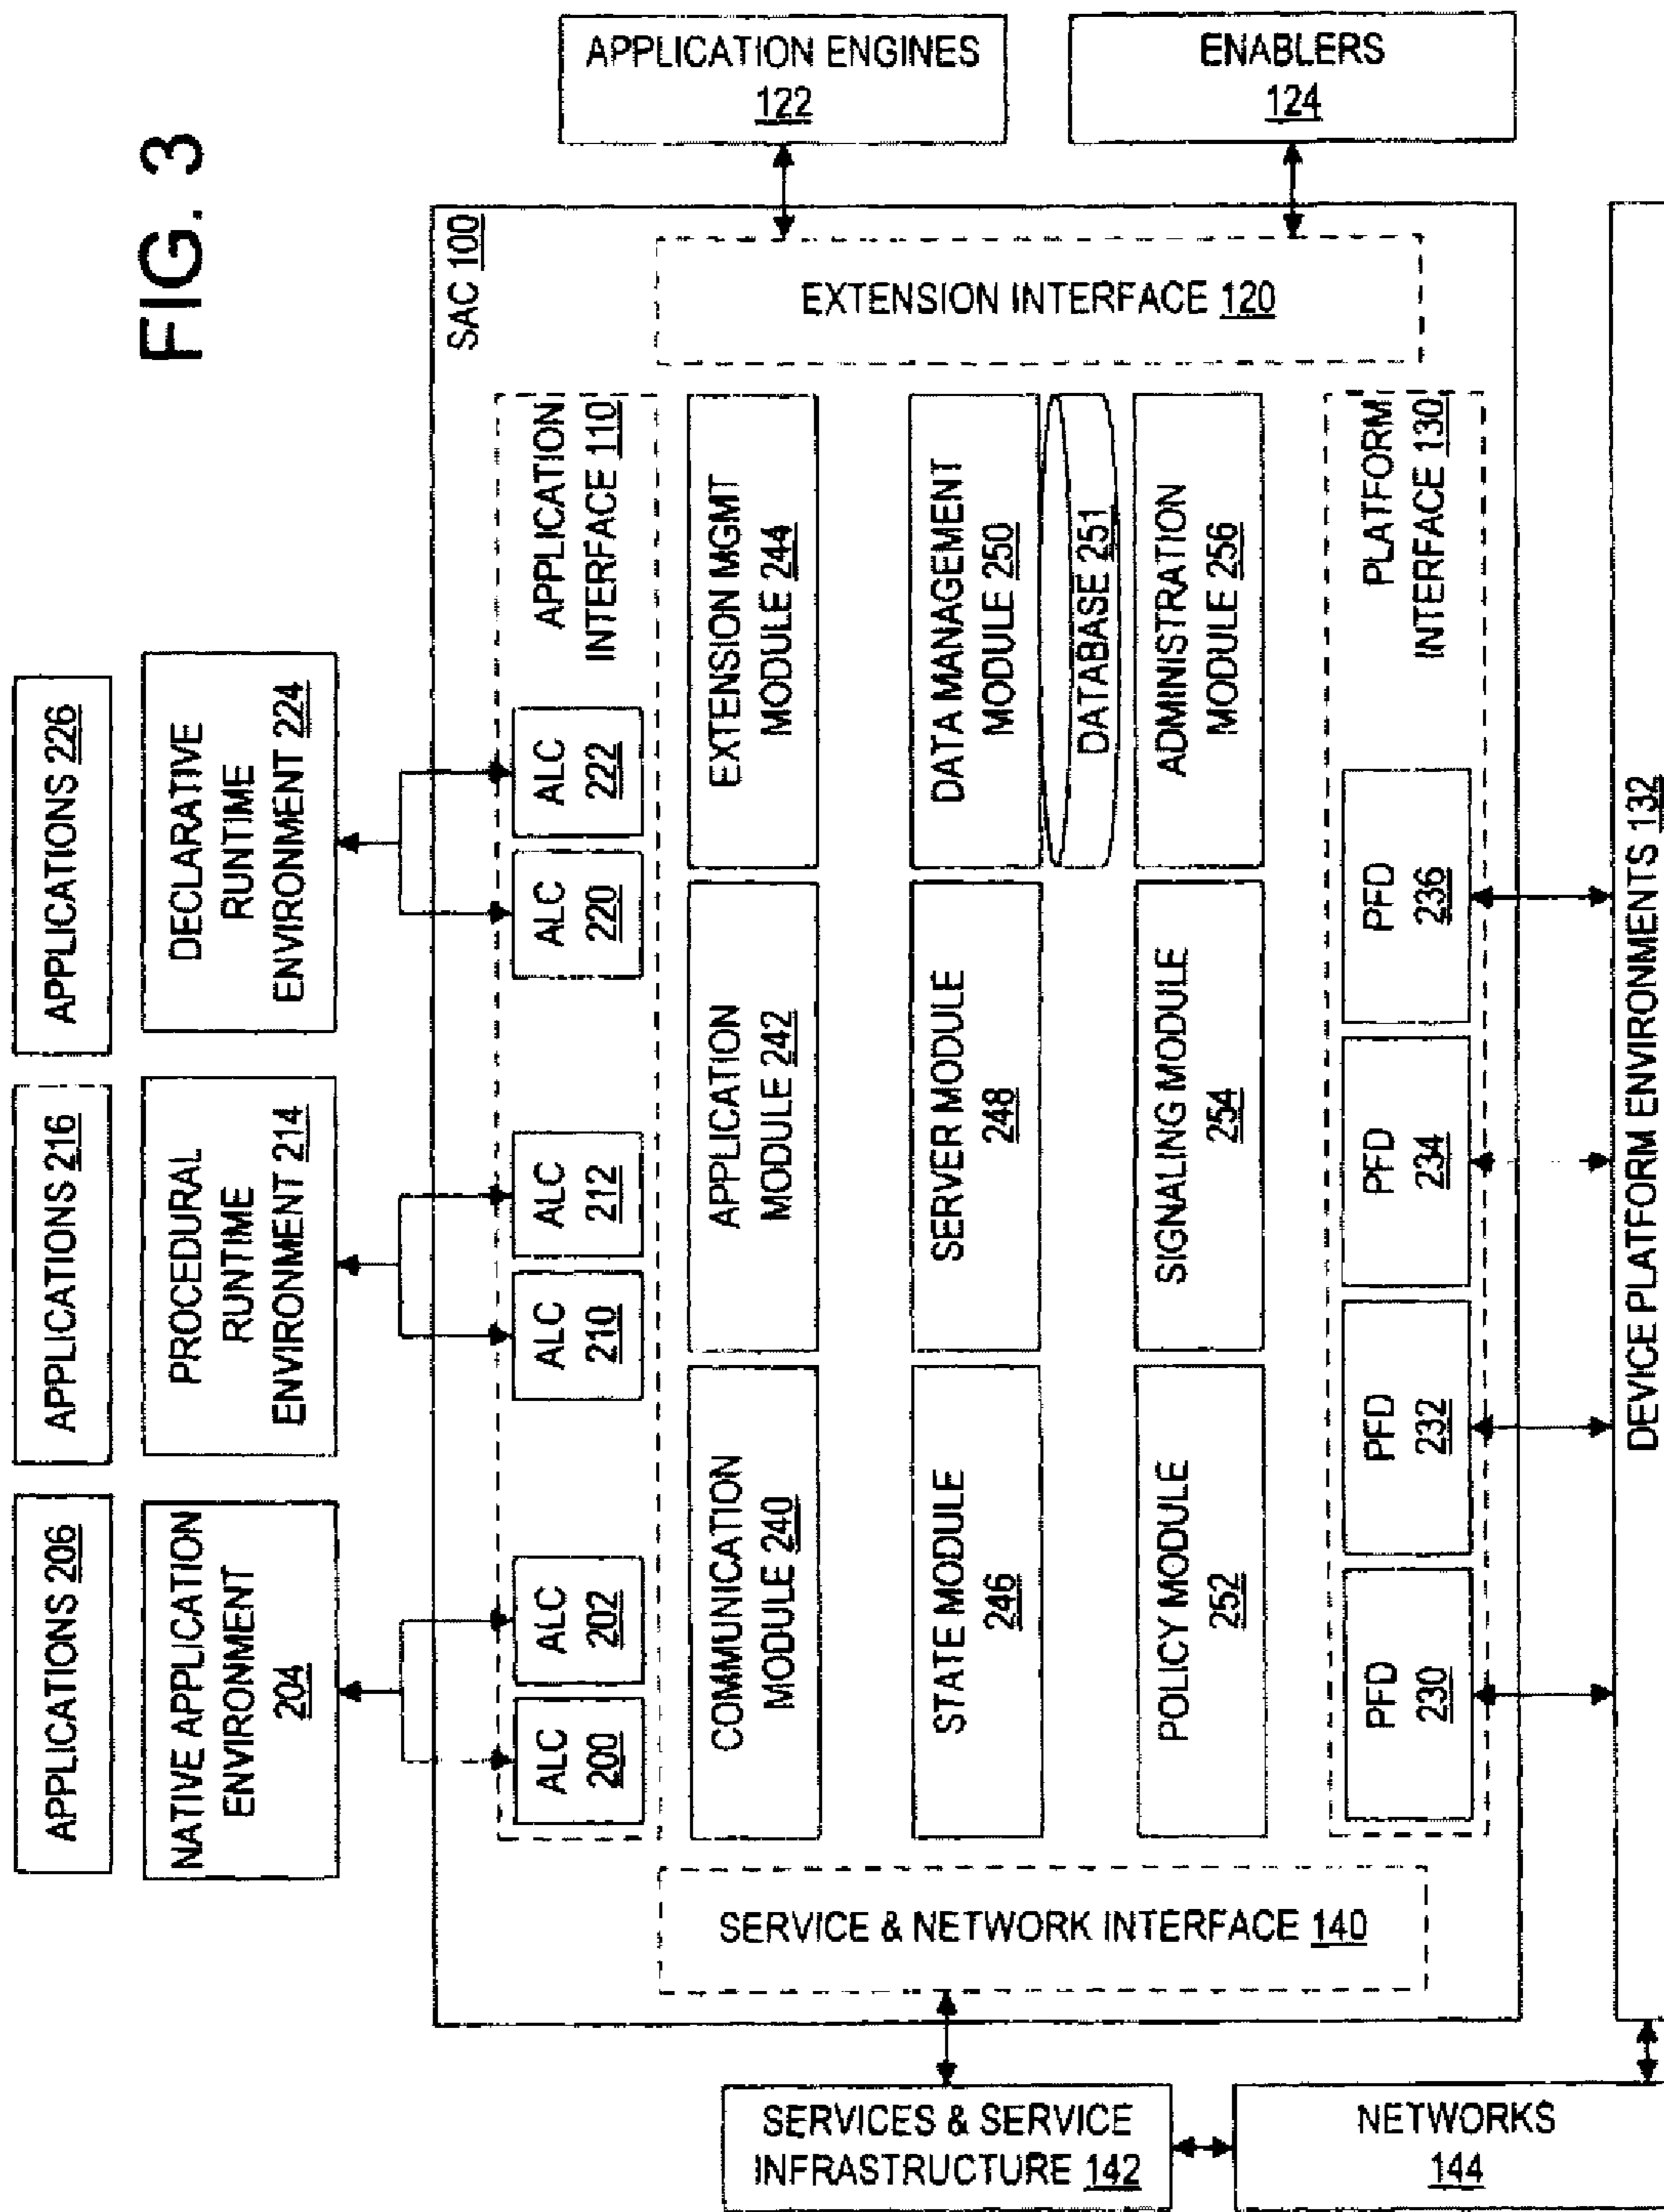 FIG. 3
APPLICATIONS 206
APPLICATIONS 216
APPLICATIONS 226
NATIVE APPLICATION
ENVIRONMENT
204
PROCEDURAL
RUNTIME
ENVIRONMENT 214
DECLARATIVE
RUNTIME
ENVIRONMENT 224
SAC 100
ALC
200
ALC
202
ALC
210
ALC
212
ALC
220
ALC
222
APPLICATION
INTERFACE 110
COMMUNICATION
MODULE 240
APPLICATION
MODULE 242
EXTENSION MGMT
MODULE 244
STATE MODULE
246
SERVER MODULE
248
DATA MANAGEMENT
MODULE 250
DATABASE 251
POLICY MODULE
252
SIGNALING MODULE
254
ADMINISTRATION
MODULE 256
PFD
230
PFD
232
PFD
234
PFD
236
PLATFORM
INTERFACE 130
SERVICE & NETWORK INTERFACE 140
EXTENSION INTERFACE 120
APPLICATION ENGINES
122
ENABLERS
124
SERVICES & SERVICE
INFRASTRUCTURE 142
NETWORKS
144
DEVICE PLATFORM ENVIRONMENTS 132